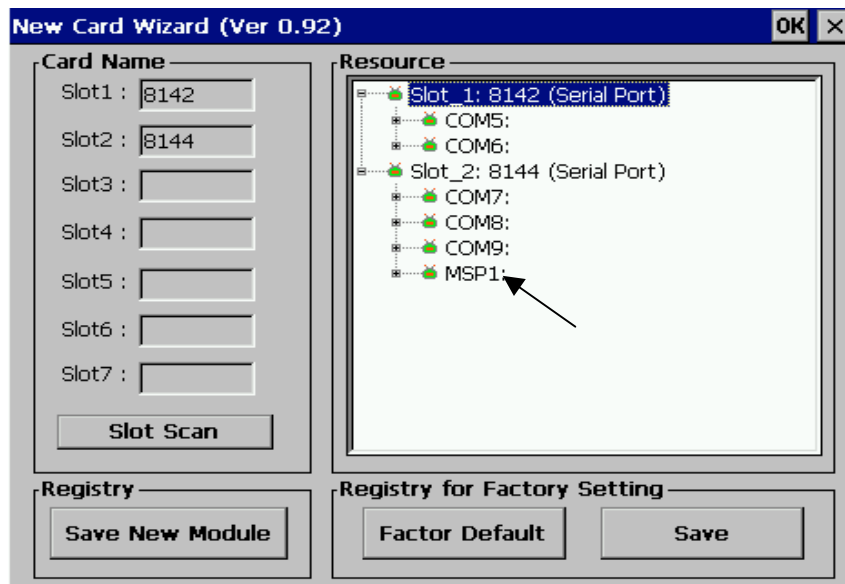 New Card Wizard (Ver 0.92)
OK ×
Card Name
Slot1 : 8142
Slot2 : 8144
Slot3 :
Slot4 :
Slot5 :
Slot6 :
Slot7 :
Slot Scan
Resource
Slot_1: 8142 (Serial Port)
COM5:
COM6:
Slot_2: 8144 (Serial Port)
COM7:
COM8:
COM9:
MSP1:
Registry
Save New Module
Registry for Factory Setting
Factor Default
Save